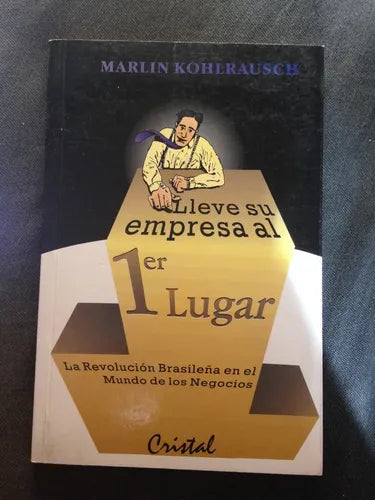 MARLIN KOHLRAUSCH
Lleve su
empresa al
1er
Lugar
La Revolución Brasileña en el
Mundo de los Negocios
Cristal